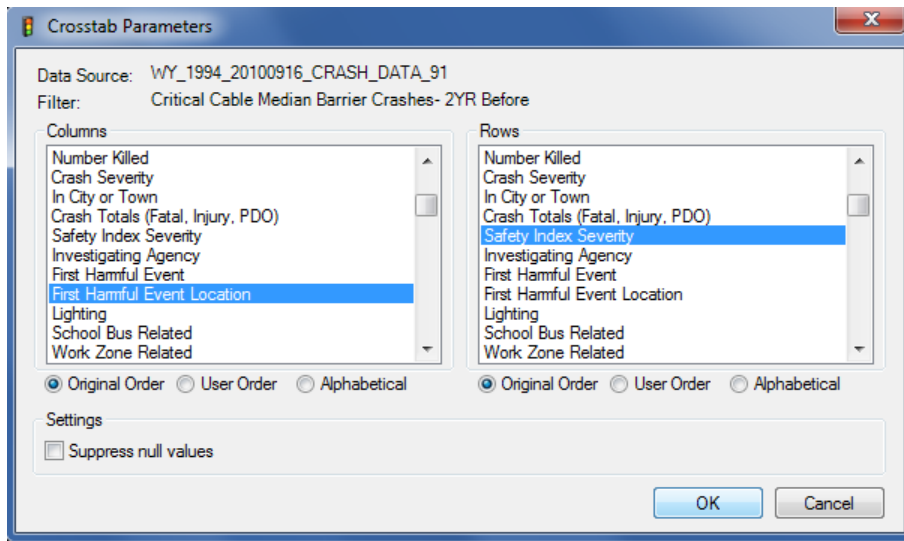 Crosstab Parameters
Data Source: WY_1994_20100916_CRASH_DATA_91
Filter: Critical Cable Median Barrier Crashes- 2YR Before
Columns
Number Killed
Crash Severity
In City or Town
Crash Totals (Fatal, Injury, PDO)
Safety Index Severity
Investigating Agency
First Harmful Event
First Harmful Event Location
Lighting
School Bus Related
Work Zone Related
Original Order User Order Alphabetical
Rows
Number Killed
Crash Severity
In City or Town
Crash Totals (Fatal, Injury, PDO)
Safety Index Severity
Investigating Agency
First Harmful Event
First Harmful Event Location
Lighting
School Bus Related
Work Zone Related
Original Order User Order Alphabetical
Settings
Suppress null values
OK Cancel